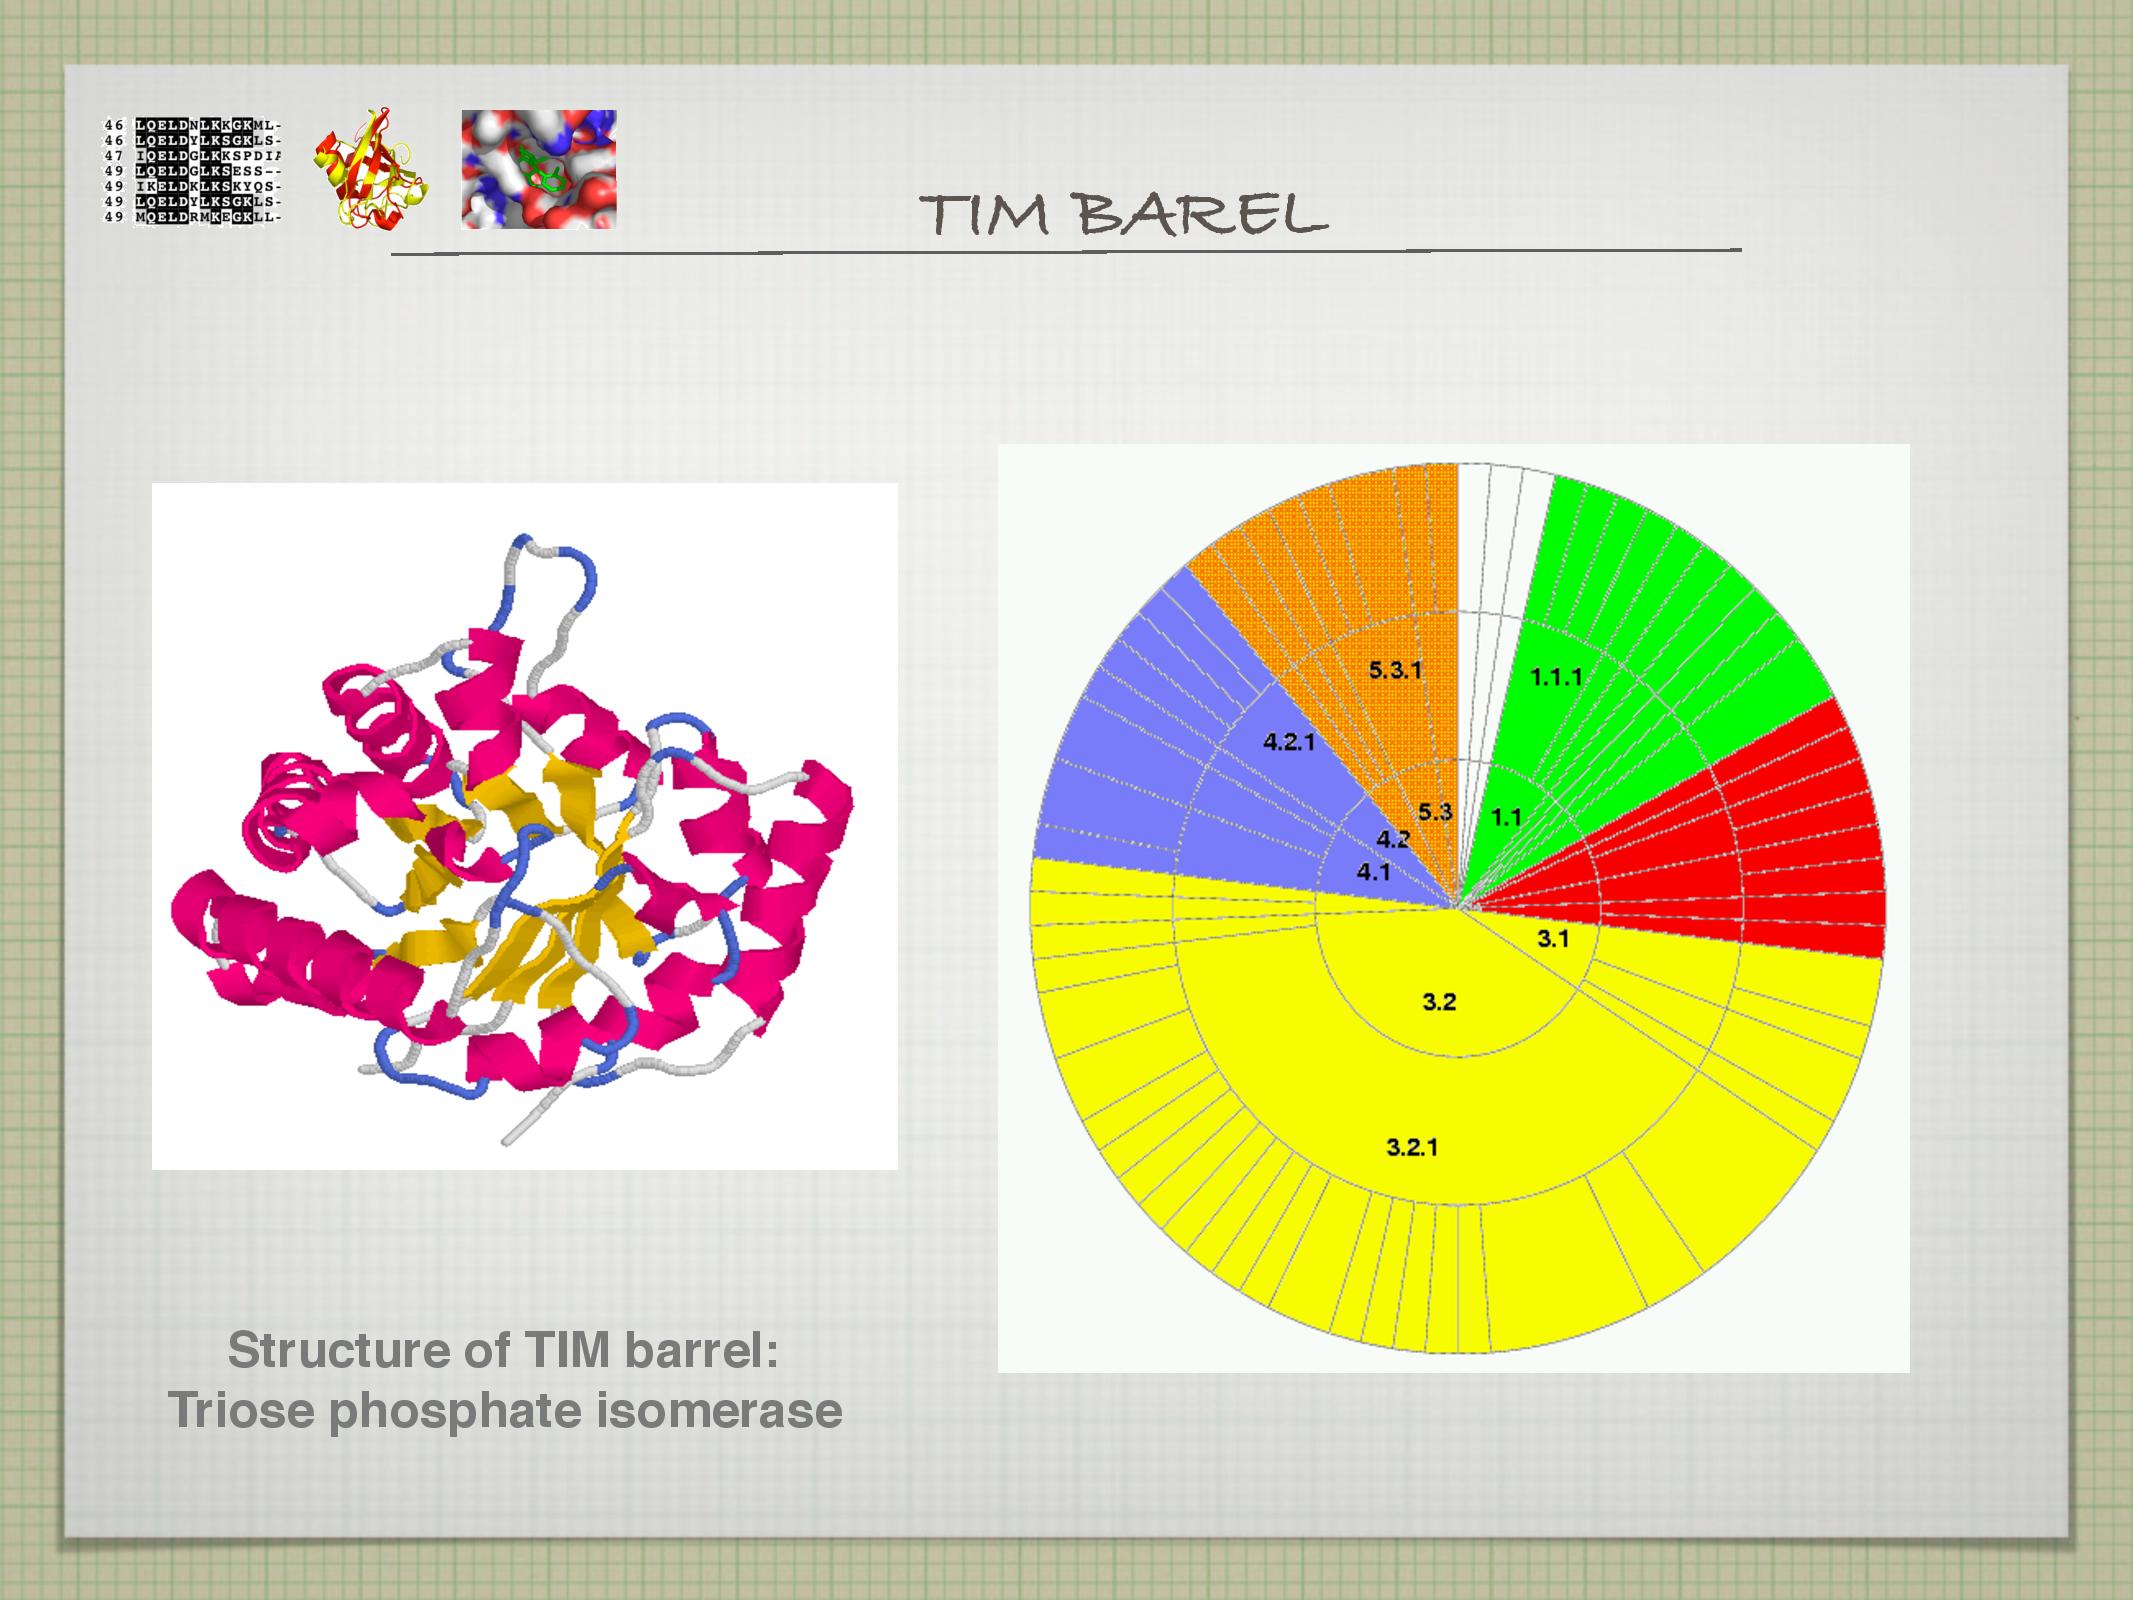 46 LQELDNLKKGKML-
46 LQELDYLKSGKLS-
47 IQELDGLKKSPDIA
49 LQELDGLKSESS--
49 IKELDKLKSKYQS-
49 LQELDYLKSGKLS-
49 MQELDRMKEGKLL-
TIM BAREL
5.3.1
1.1.1
4.2.1
5.3
1.1
4.2
4.1
3.1
3.2
3.2.1
Structure of TIM barrel:
Triose phosphate isomerase